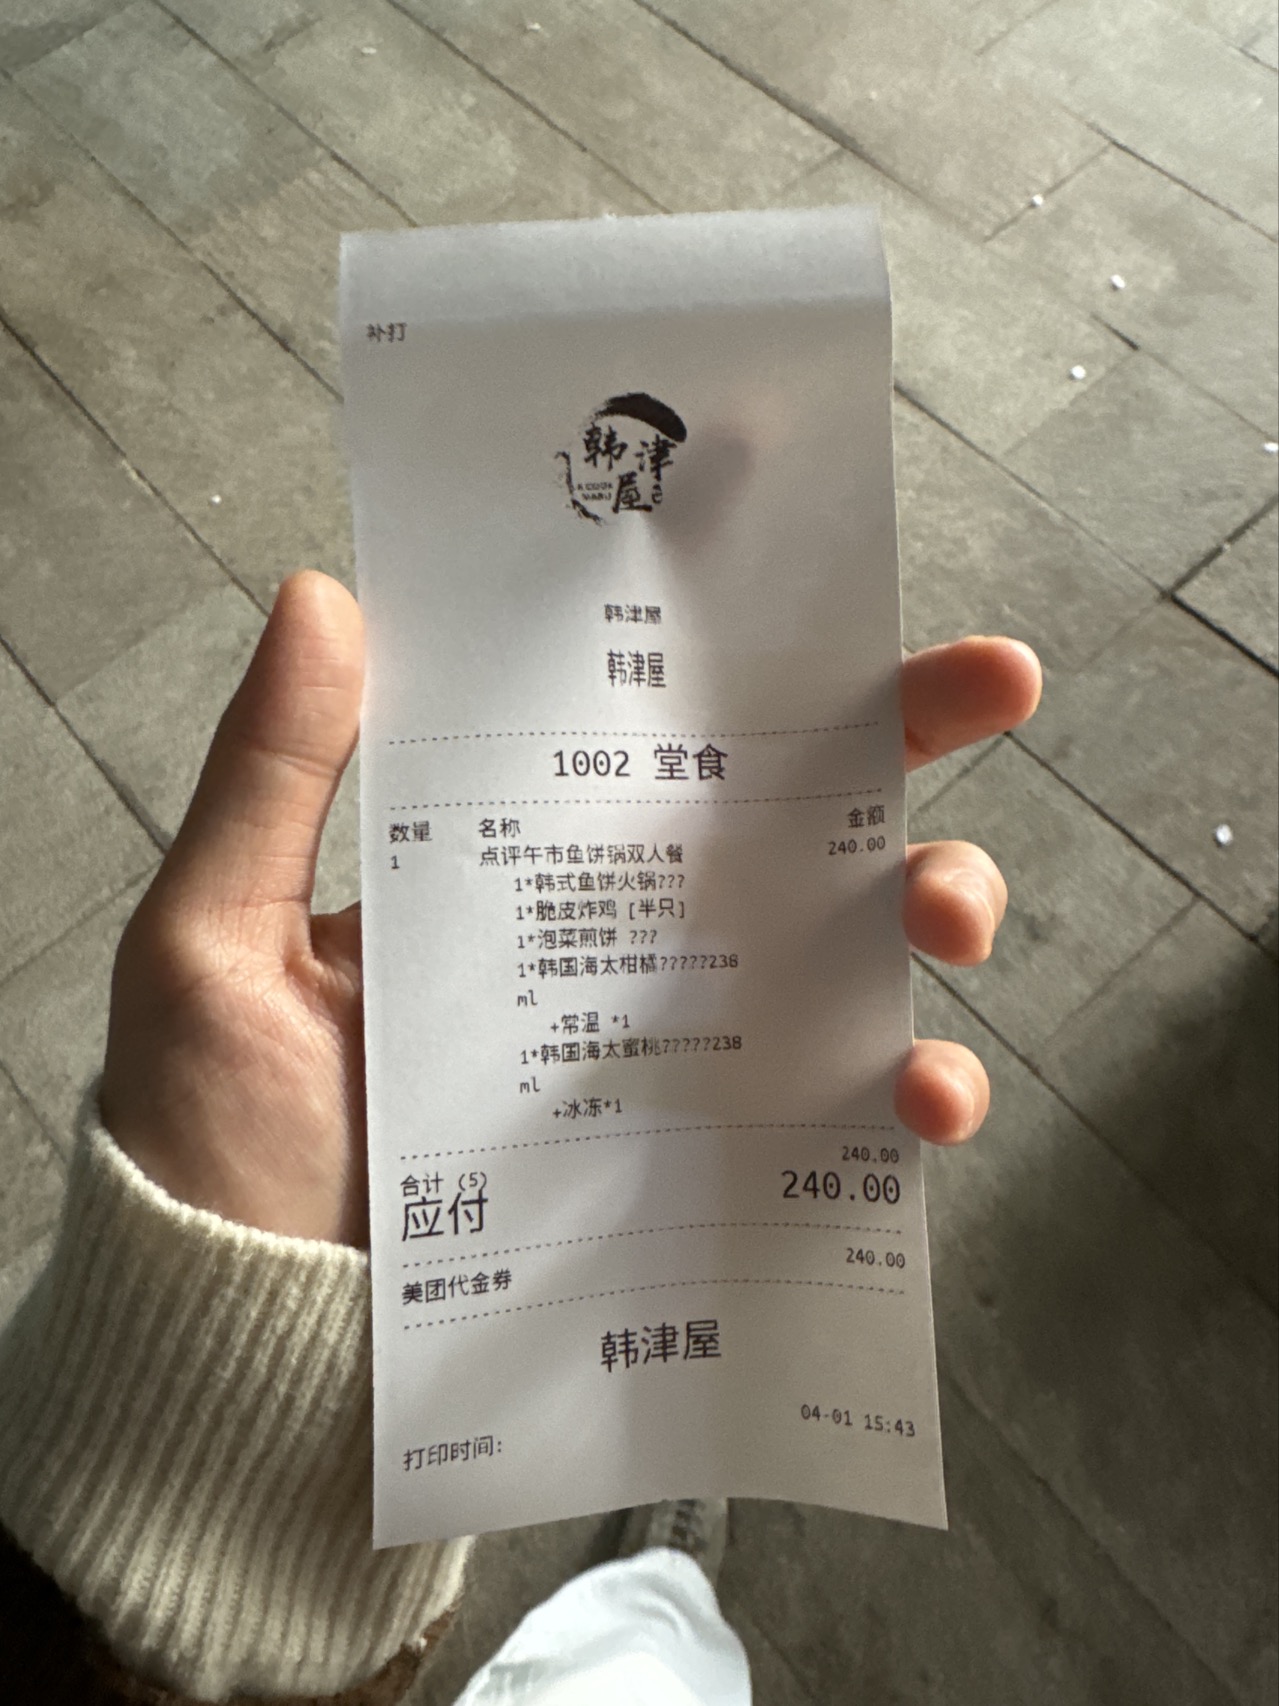 补打
韩津
屋
韩津屋
韩津屋
1002 堂食
数量 名称 金额
1 点评午市鱼饼锅双人餐 240.00
1*韩式鱼饼火锅???
1*脆皮炸鸡 [半只]
1*泡菜煎饼 ???
1*韩国海太柑橘?????238
ml
+常温 *1
1*韩国海太蜜桃?????238
ml
+冰冻*1
合计 (5) 240.00
应付 240.00
美团代金券 240.00
韩津屋
打印时间: 04-01 15:43